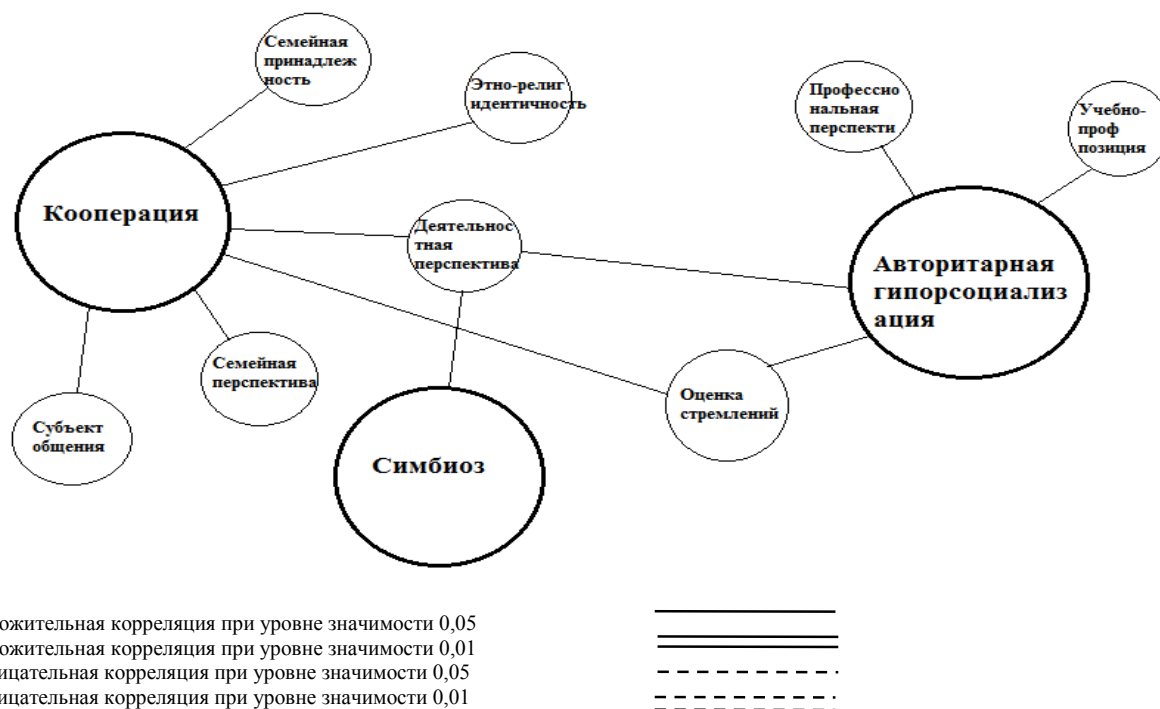 Семейная
принадлеж
ность
Этно-религ
идентичность
Профессио
нальная
перспекти
Учебно-
проф
позиция
Кооперация
Деятельнос
тная
перспектива
Авторитарная
гипорсоциализ
ация
Семейная
перспектива
Оценка
стремлений
Субъект
общения
Симбиоз
ожительная корреляция при уровне значимости 0,05
ожительная корреляция при уровне значимости 0,01
ицательная корреляция при уровне значимости 0,05
ицательная корреляция при уровне значимости 0,01